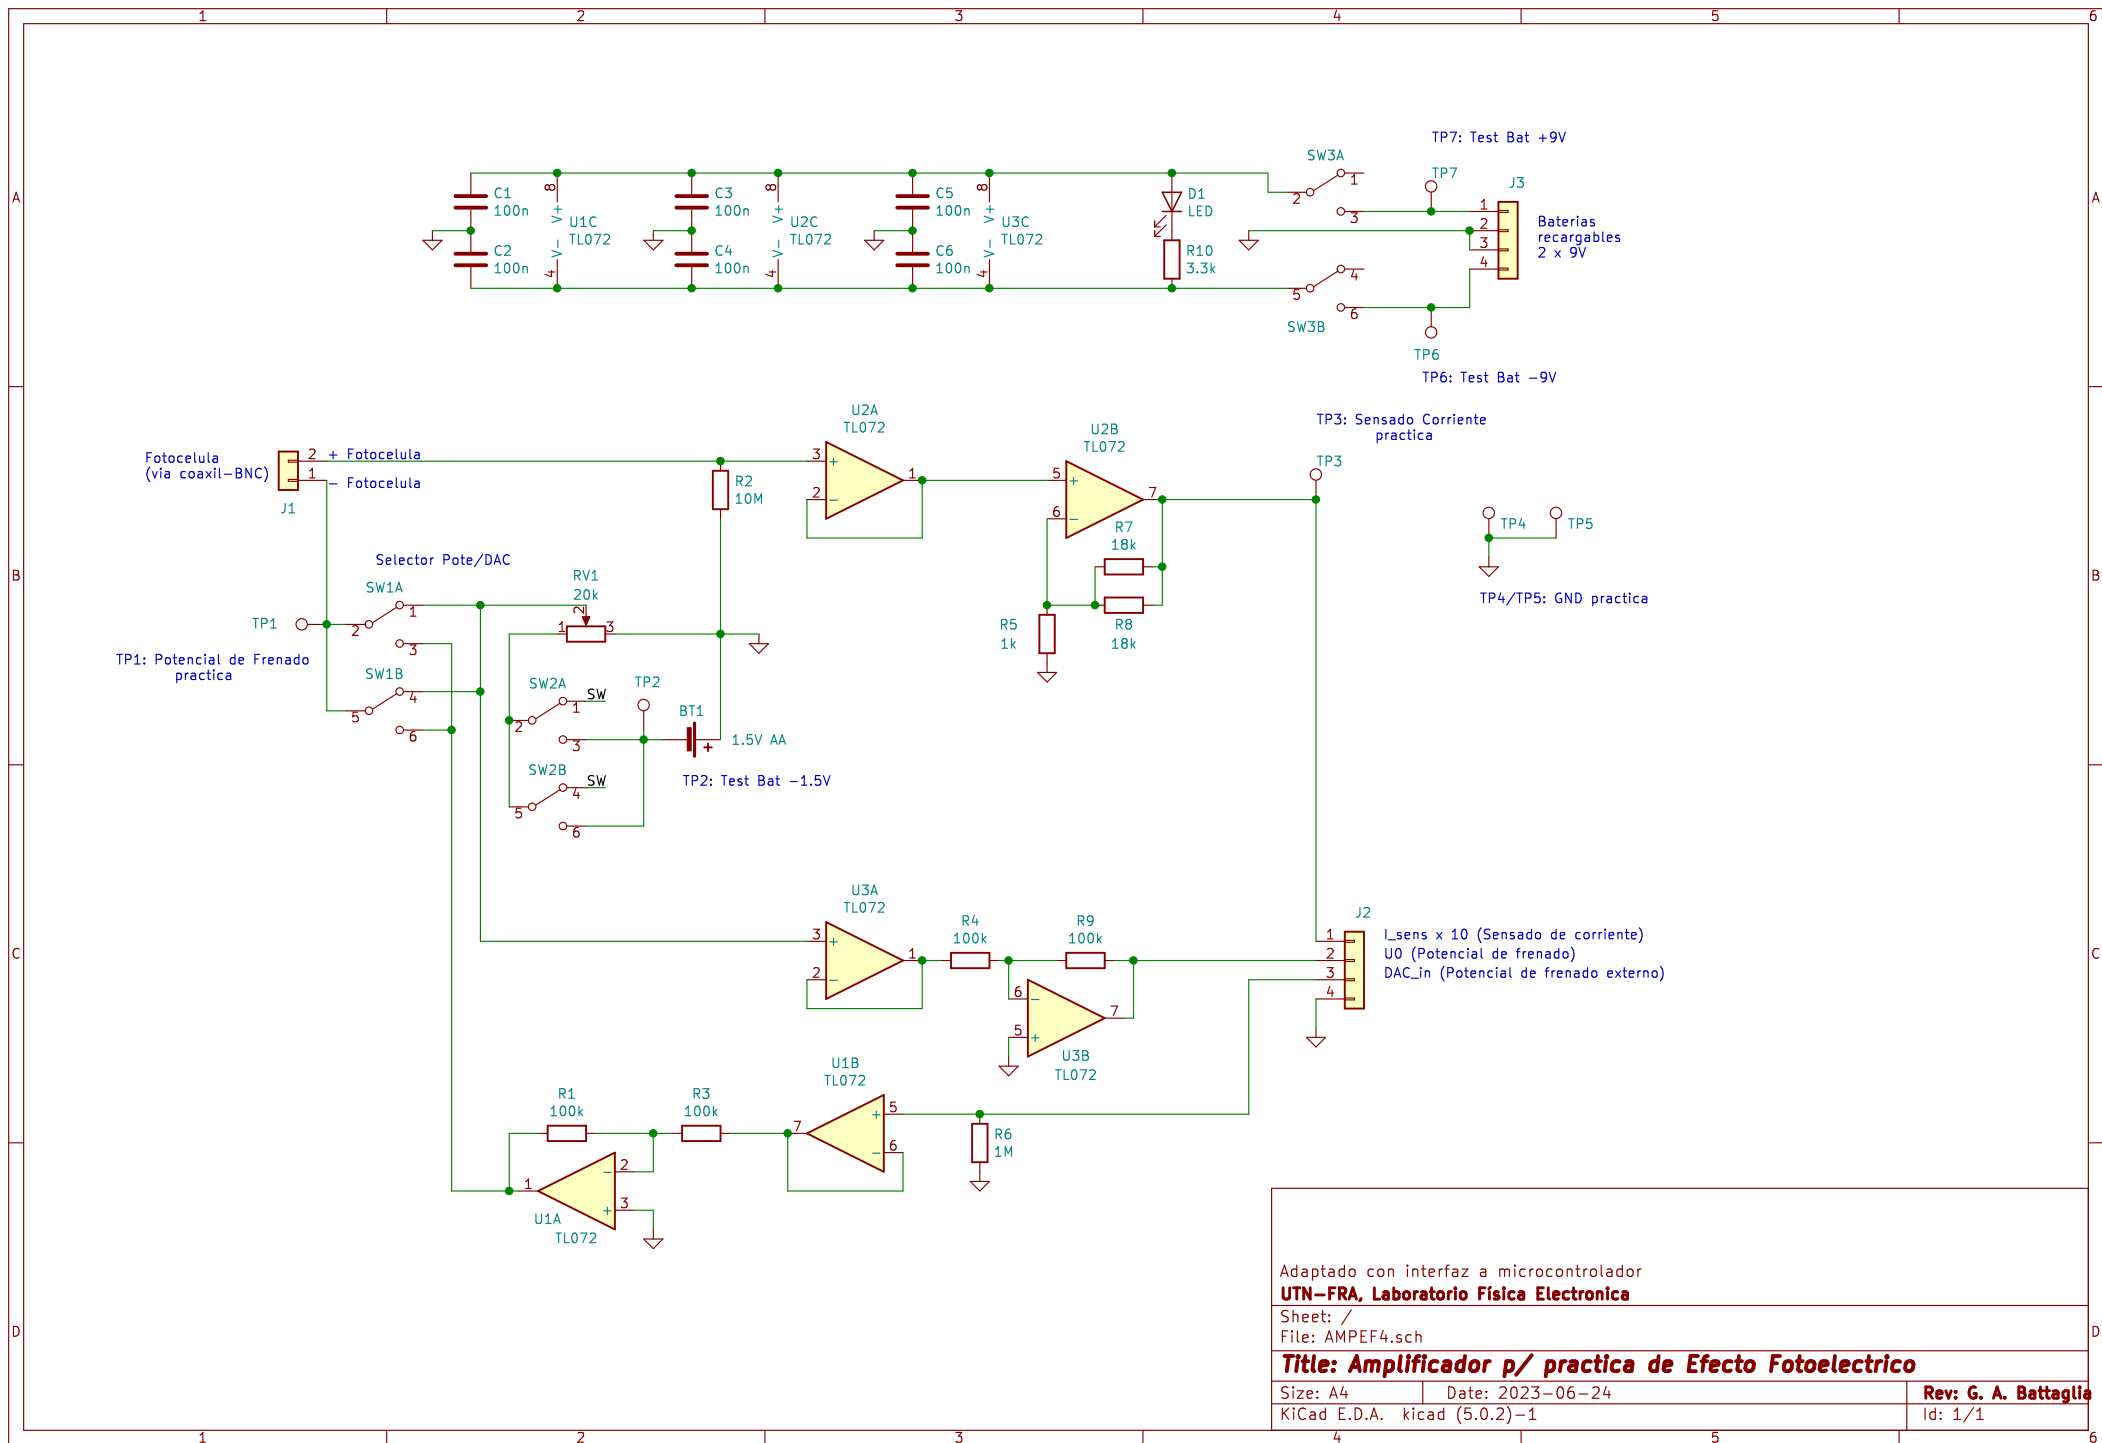 1 2 3 4 5 6
A A
B B
C C
D D
TP7: Test Bat +9V
SW3A
TP7
J3
1
2
3
1
2
3
4
Baterias
recargables
2 x 9V
C1
100n
C2
100n
8
V+
V-
4
U1C
TL072
C3
100n
C4
100n
8
V+
V-
4
U2C
TL072
C5
100n
C6
100n
8
V+
V-
4
U3C
TL072
D1
LED
R10
3.3k
4
5
6
SW3B
TP6
TP6: Test Bat -9V
Fotocelula
(via coaxil-BNC)
2
1
J1
+ Fotocelula
- Fotocelula
R2
10M
U2A
TL072
3
+
2
-
1
U2B
TL072
5
+
6
-
7
R7
18k
R8
18k
R5
1k
TP3: Sensado Corriente
practica
TP3
TP4
TP5
TP4/TP5: GND practica
Selector Pote/DAC
SW1A
1
2
3
TP1
TP1: Potencial de Frenado
practica
SW1B
4
5
6
RV1
20k
2
1
3
SW2A
SW
1
2
3
TP2
BT1
+
1.5V AA
TP2: Test Bat -1.5V
SW2B
SW
4
5
6
U3A
TL072
3
+
2
-
1
R4
100k
R9
100k
6
-
5
+
7
U3B
TL072
J2
1
2
3
4
I_sens x 10 (Sensado de corriente)
U0 (Potencial de frenado)
DAC_in (Potencial de frenado externo)
U1B
TL072
5
+
6
-
7
R6
1M
R1
100k
R3
100k
2
-
3
+
1
U1A
TL072
Adaptado con interfaz a microcontrolador
UTN-FRA, Laboratorio Física Electronica
Sheet: /
File: AMPEF4.sch
Title: Amplificador p/ practica de Efecto Fotoelectrico
Size: A4 Date: 2023-06-24 Rev: G. A. Battaglia
KiCad E.D.A. kicad (5.0.2)-1 Id: 1/1
1 2 3 4 5 6